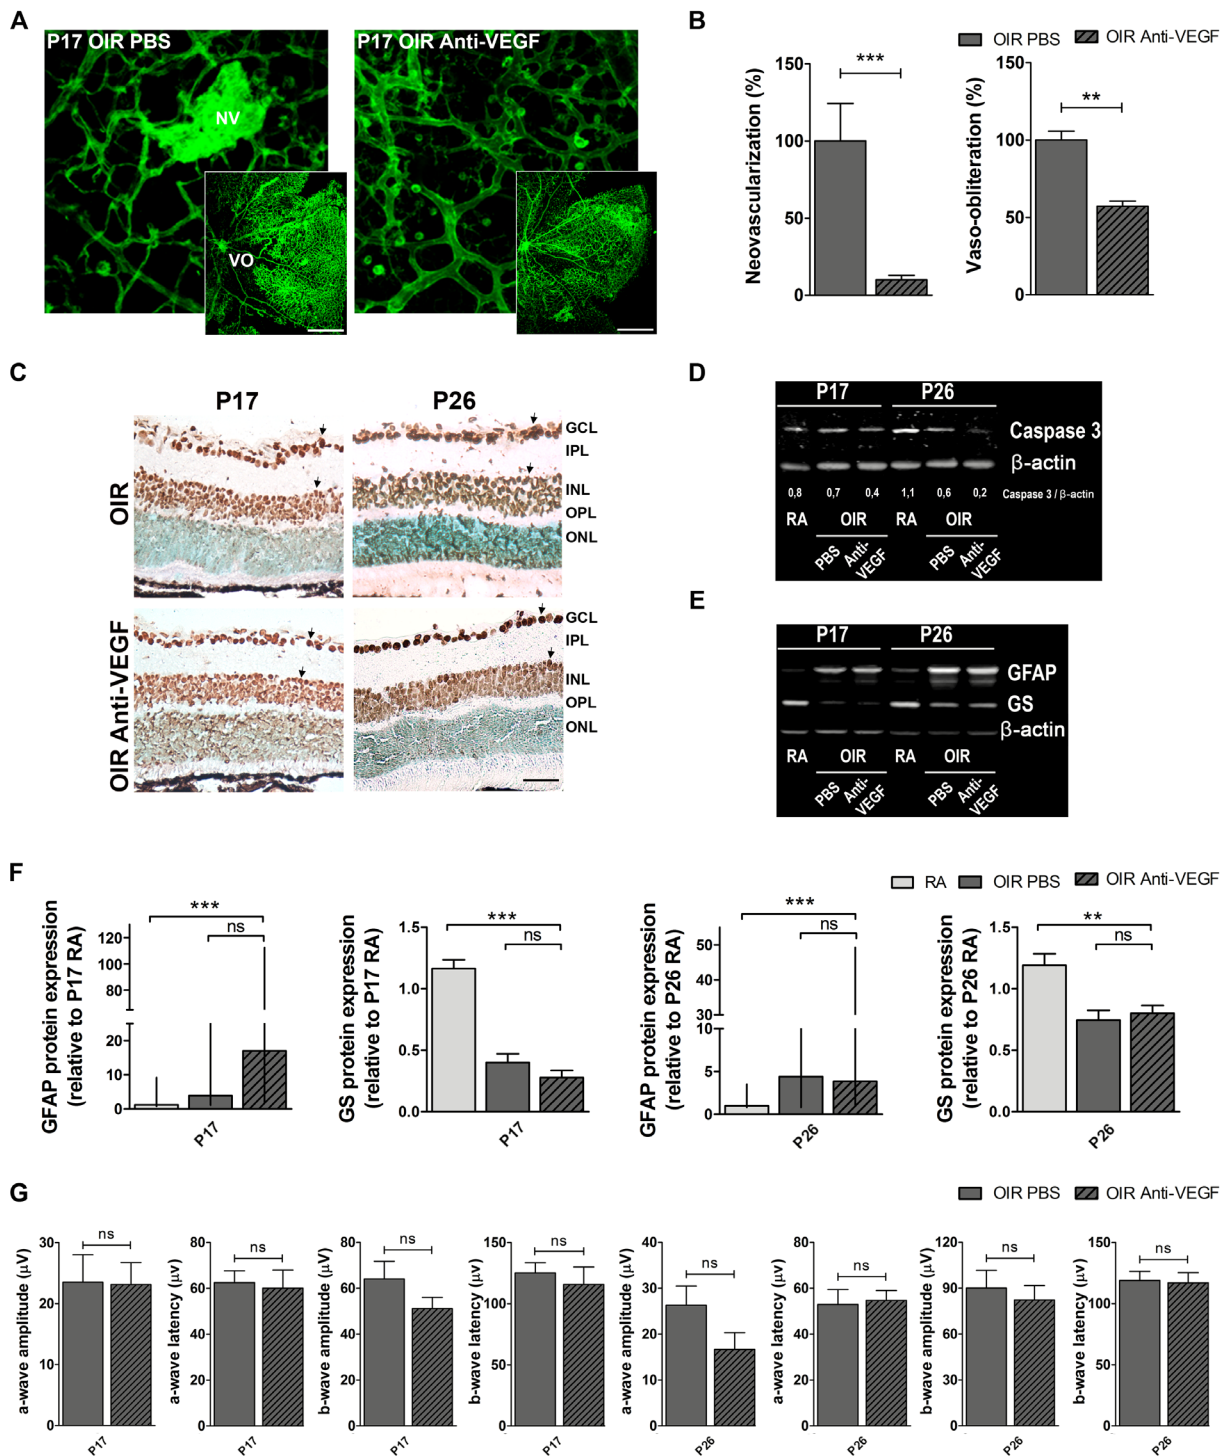 A
P17 OIR PBS
NV
VO
P17 OIR Anti-VEGF
B
OIR PBS
OIR Anti-VEGF
Neovascularization (%)
150
100
50
0
***
Vaso-obliteration (%)
150
100
50
0
**
C
P17
P26
OIR
OIR Anti-VEGF
GCL
IPL
INL
OPL
ONL
GCL
IPL
INL
OPL
ONL
D
P17
P26
Caspase 3
β-actin
0,8 0,7 0,4 1,1 0,6 0,2 Caspase 3 / β-actin
RA OIR RA OIR
PBS Anti-VEGF PBS Anti-VEGF
E
P17
P26
GFAP
GS
β-actin
RA OIR RA OIR
PBS Anti-VEGF PBS Anti-VEGF
F
RA
OIR PBS
OIR Anti-VEGF
GFAP protein expression
(relative to P17 RA)
120
100
80
60
20
10
0
***
ns
P17
GS protein expression
(relative to P17 RA)
1.5
1.0
0.5
0.0
***
ns
P17
GFAP protein expression
(relative to P26 RA)
50
40
30
20
10
10
5
0
***
ns
P26
GS protein expression
(relative to P26 RA)
1.5
1.0
0.5
0.0
**
ns
P26
G
OIR PBS
OIR Anti-VEGF
a-wave amplitude (μV)
30
20
10
0
ns
P17
a-wave latency (μV)
80
60
40
20
0
ns
P17
b-wave amplitude (μV)
80
60
40
20
0
ns
P17
b-wave latency (μV)
150
100
50
0
ns
P17
a-wave amplitude (μV)
40
30
20
10
0
ns
P26
a-wave latency (μV)
80
60
40
20
0
ns
P26
b-wave amplitude (μV)
120
90
60
30
0
ns
P26
b-wave latency (μV)
150
100
50
0
ns
P26